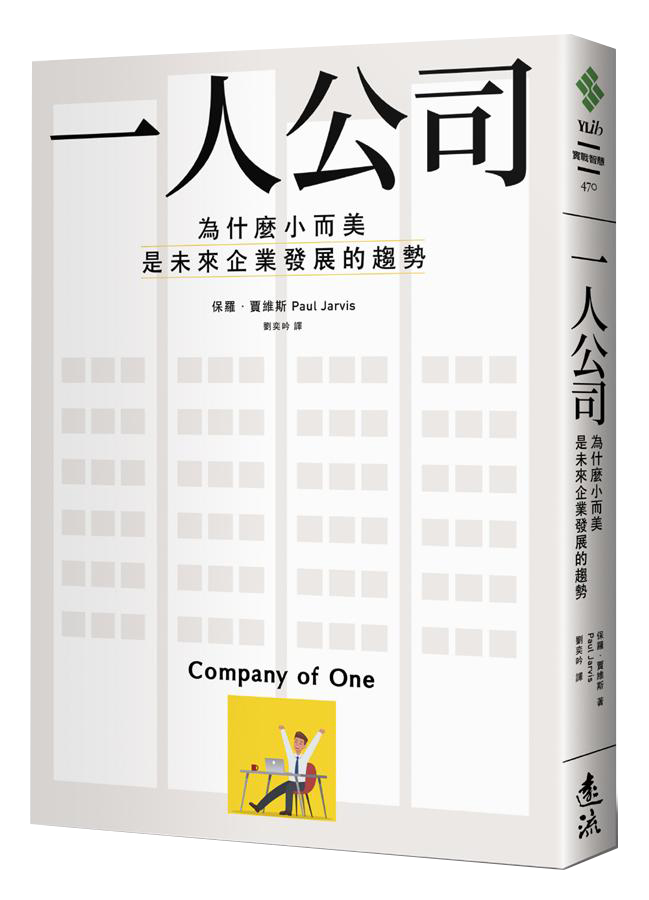 一人公司
為什麼小而美
是未來企業發展的趨勢
保羅．賈維斯 Paul Jarvis
劉奕吟 譯
Company of One
YLib
實戰智慧
470
一人公司
為什麼小而美
是未來企業發展的趨勢
保羅．賈維斯 著
Paul Jarvis
劉奕吟 譯
遠流